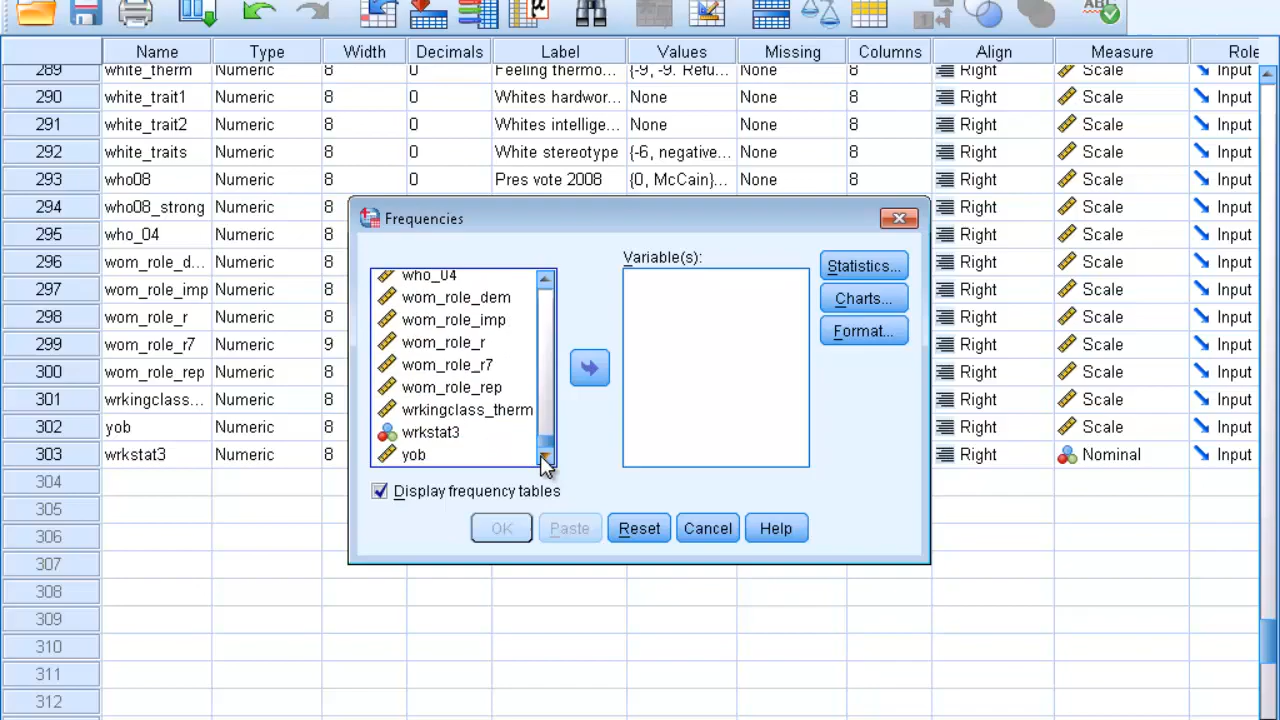 Name Type Width Decimals Label Values Missing Columns Align Measure Role
289 white_therm Numeric 8 0 Feeling thermo... {-9, -9. Refu... None 8 Right Scale Input
290 white_trait1 Numeric 8 0 Whites hardwor... None None 8 Right Scale Input
291 white_trait2 Numeric 8 0 Whites intellige... None None 8 Right Scale Input
292 white_traits Numeric 8 0 White stereotype {-6, negative... None 8 Right Scale Input
293 who08 Numeric 8 0 Pres vote 2008 {0, McCain}... None 8 Right Scale Input
294 who08_strong Numeric 8 Right Scale Input
295 who_04 Numeric 8 Right Scale Input
296 wom_role_d... Numeric 8 Right Scale Input
297 wom_role_imp Numeric 8 Right Scale Input
298 wom_role_r Numeric 8 Right Scale Input
299 wom_role_r7 Numeric 9 Right Scale Input
300 wom_role_rep Numeric 8 Right Scale Input
301 wrkingclass... Numeric 8 Right Scale Input
302 yob Numeric 8 Right Scale Input
303 wrkstat3 Numeric 8 Right Nominal Input
304
305
306
307
308
309
310
311
312
Frequencies
who_04
wom_role_dem
wom_role_imp
wom_role_r
wom_role_r7
wom_role_rep
wrkingclass_therm
wrkstat3
yob
Variable(s):
Statistics...
Charts...
Format...
Display frequency tables
OK Paste Reset Cancel Help